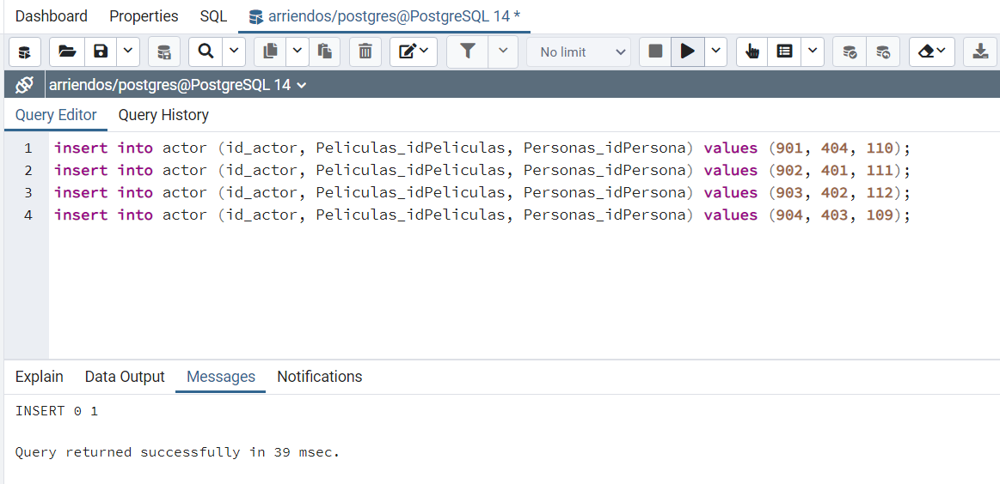 Dashboard Properties SQL arriendos/postgres@PostgreSQL 14 *
No limit
arriendos/postgres@PostgreSQL 14
Query Editor Query History
1 insert into actor (id_actor, Peliculas_idPeliculas, Personas_idPersona) values (901, 404, 110);
2 insert into actor (id_actor, Peliculas_idPeliculas, Personas_idPersona) values (902, 401, 111);
3 insert into actor (id_actor, Peliculas_idPeliculas, Personas_idPersona) values (903, 402, 112);
4 insert into actor (id_actor, Peliculas_idPeliculas, Personas_idPersona) values (904, 403, 109);
Explain Data Output Messages Notifications
INSERT 0 1
Query returned successfully in 39 msec.